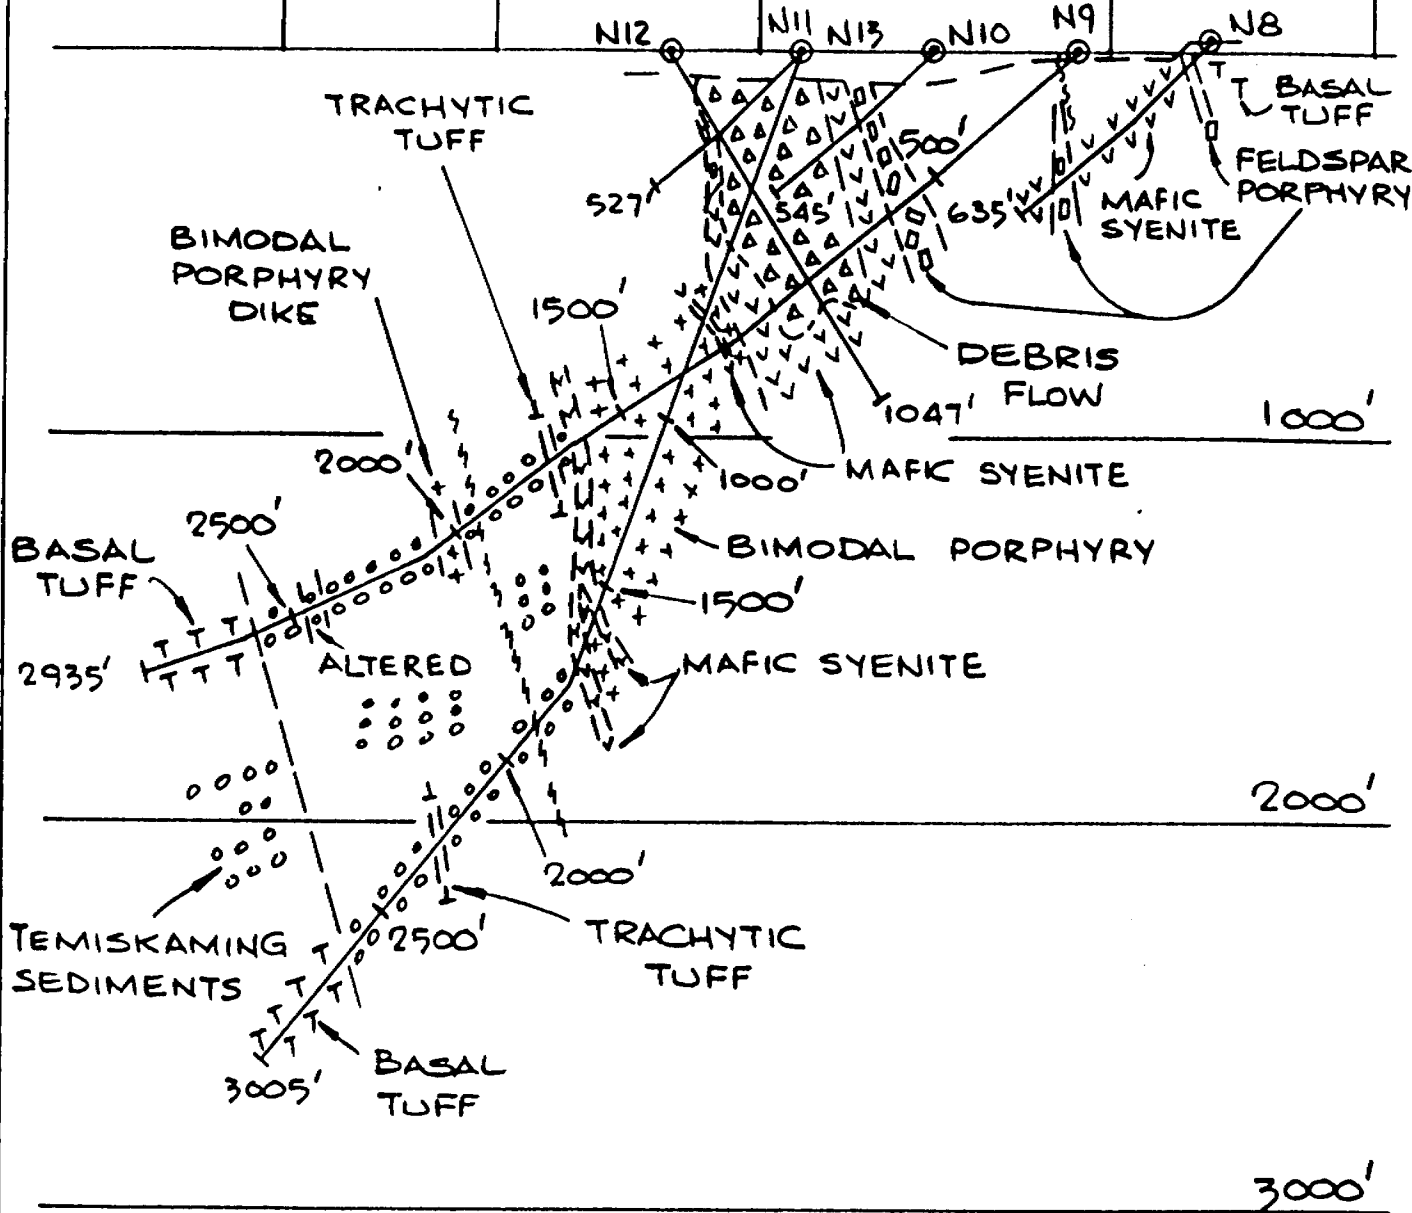 N12
N11
N13
N10
N9
N8
TRACHYTIC
TUFF
BASAL
TUFF
FELDSPAR
PORPHYRY
500'
527'
545'
635'
MAFIC
SYENITE
BIMODAL
PORPHYRY
DIKE
1500'
DEBRIS
FLOW
1047'
1000'
2000'
1000'
MAFIC SYENITE
2500'
BASAL
TUFF
BIMODAL PORPHYRY
1500'
2935'
ALTERED
MAFIC SYENITE
2000'
2000'
TEMISKAMING
SEDIMENTS
2500'
TRACHYTIC
TUFF
BASAL
TUFF
3005'
3000'